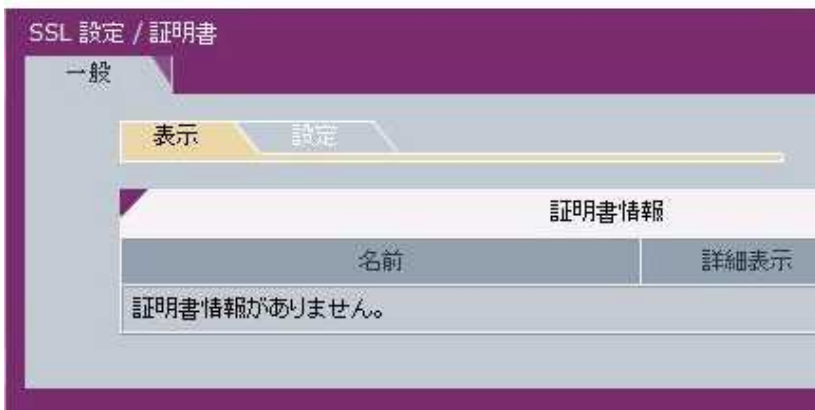 SSL 設定 / 証明書
一般
表示 設定
証明書情報
名前 詳細表示
証明書情報がありません。